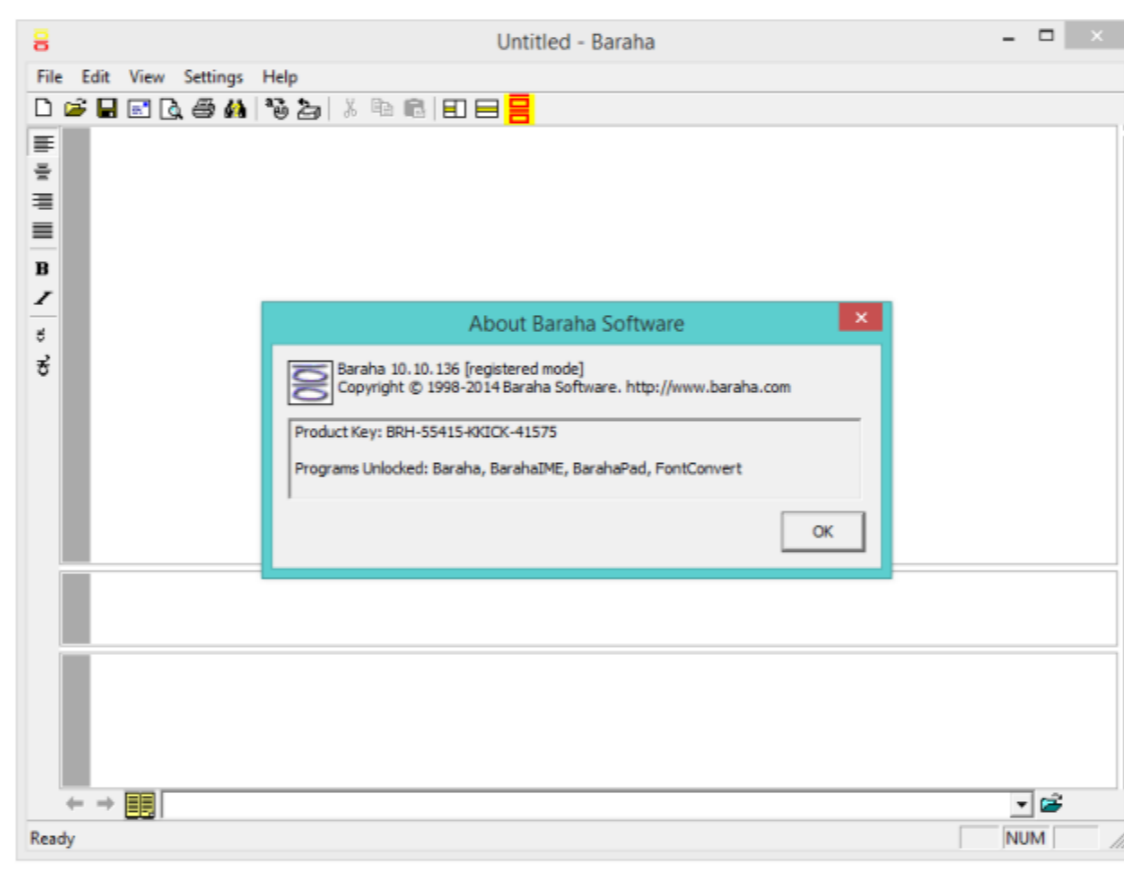 Untitled - Baraha
File Edit View Settings Help
B
I
ಕ
ಕ್
About Baraha Software
Baraha 10.10.136 [registered mode]
Copyright © 1998-2014 Baraha Software. http://www.baraha.com
Product Key: BRH-55415-KKICK-41575
Programs Unlocked: Baraha, BarahaIME, BarahaPad, FontConvert
OK
Ready NUM